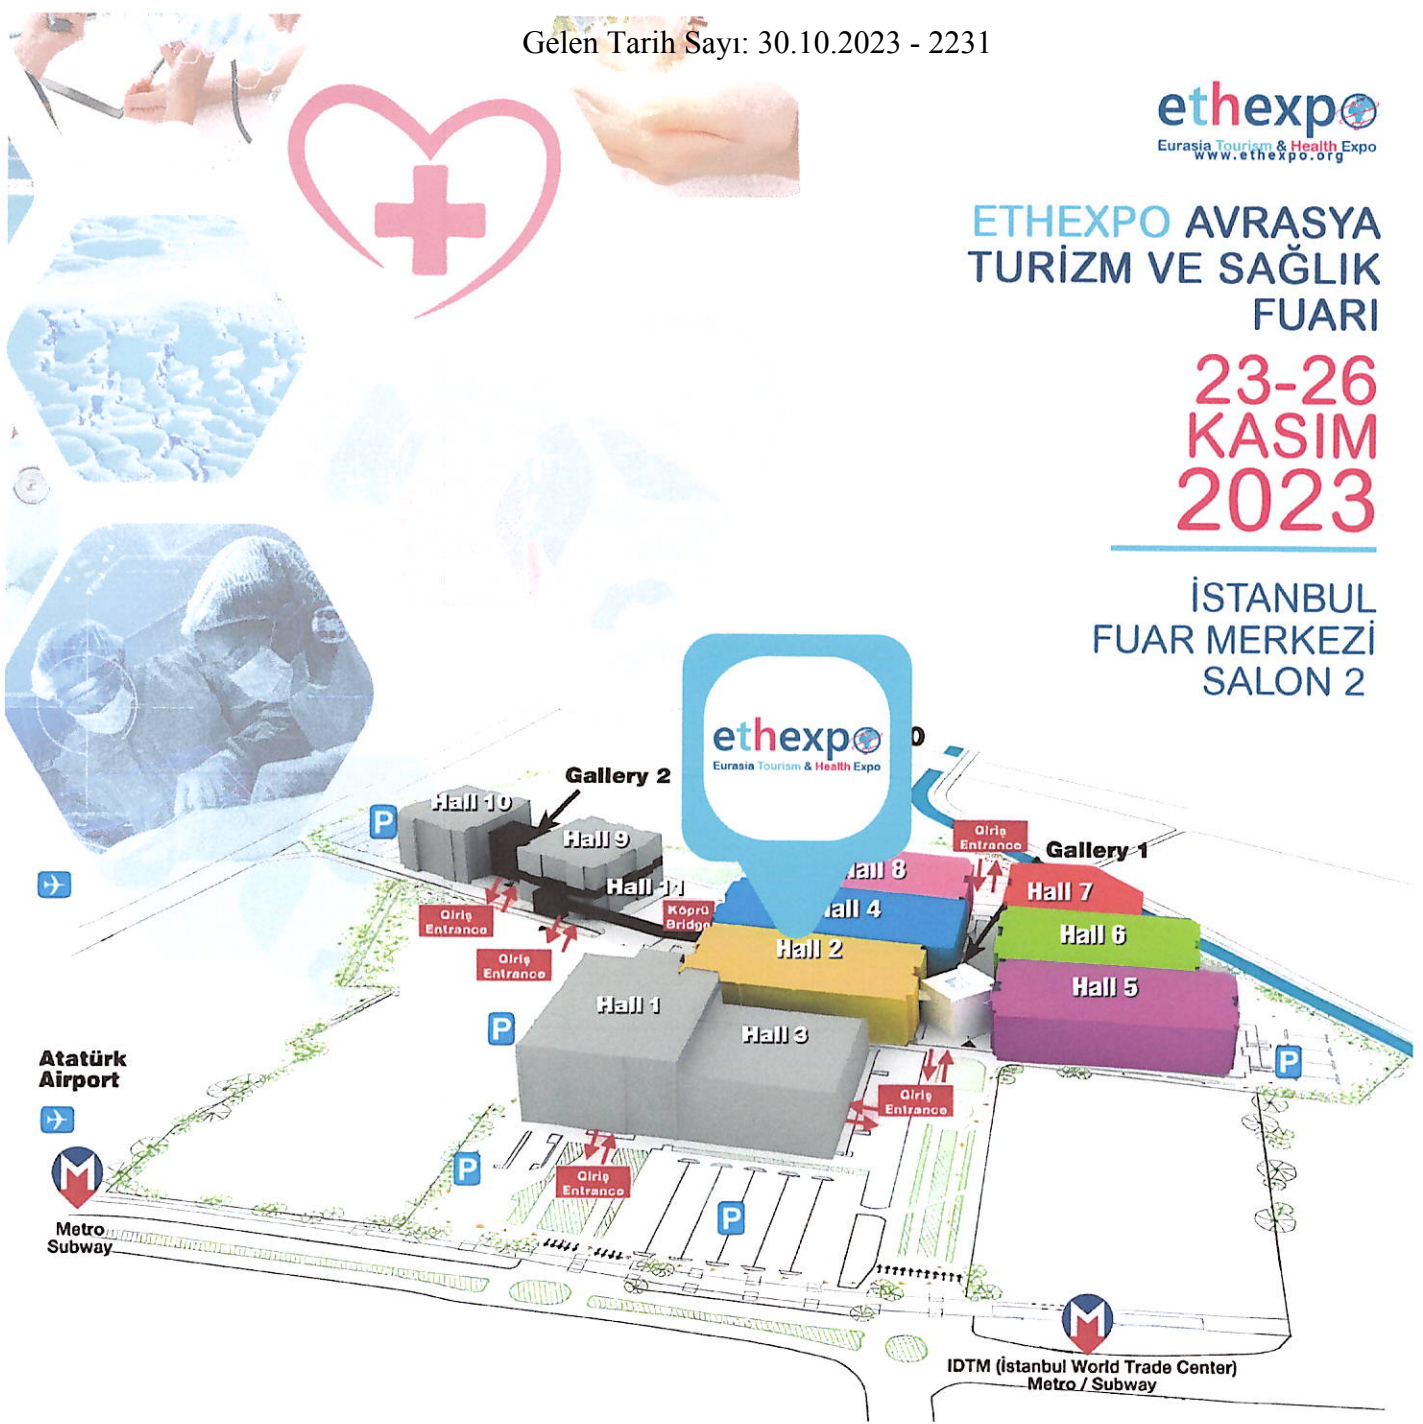 Gelen Tarih Sayı: 30.10.2023 - 2231
ethexpo
Eurasia Tourism & Health Expo
www.ethexpo.org
ETHEXPO AVRASYA
TURİZM VE SAĞLIK
FUARI
23-26
KASIM
2023
İSTANBUL
FUAR MERKEZİ
SALON 2
ethexpo
Eurasia Tourism & Health Expo
Gallery 2
Hall 10
Hall 9
Hall 11
Giriş
Entrance
Gallery 1
Hall 8
Hall 7
Köprü
Bridge
Hall 4
Giriş
Entrance
Hall 6
Hall 2
Giriş
Entrance
Hall 5
Hall 1
Hall 3
P
P
P
P
P
Atatürk
Airport
Giriş
Entrance
Giriş
Entrance
M
Metro
Subway
M
IDTM (İstanbul World Trade Center)
Metro / Subway